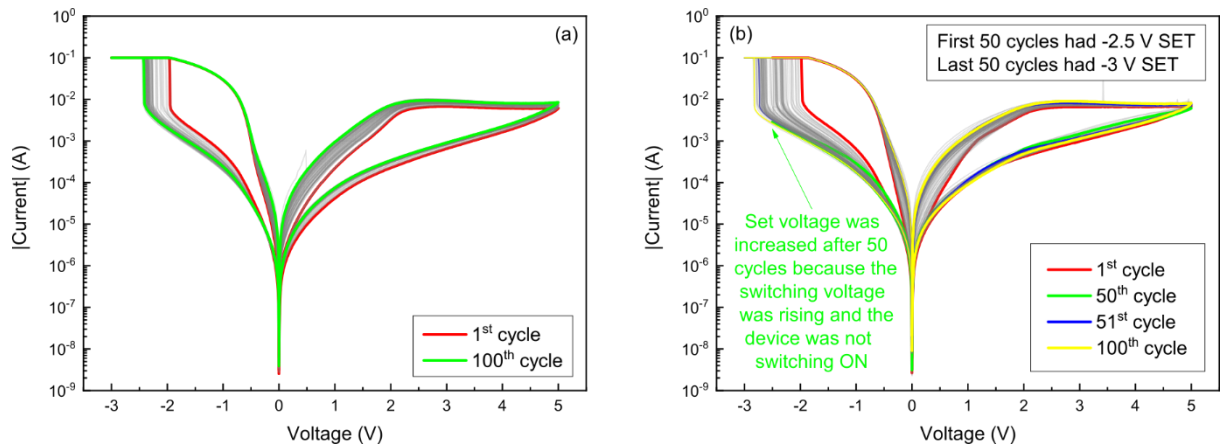 (a)
10⁰
10⁻¹
10⁻²
10⁻³
10⁻⁴
10⁻⁵
10⁻⁶
10⁻⁷
10⁻⁸
10⁻⁹
|Current| (A)
1ˢᵗ cycle
100ᵗʰ cycle
-3 -2 -1 0 1 2 3 4 5
Voltage (V)
(b)
First 50 cycles had -2.5 V SET
Last 50 cycles had -3 V SET
10⁰
10⁻¹
10⁻²
10⁻³
10⁻⁴
10⁻⁵
10⁻⁶
10⁻⁷
10⁻⁸
10⁻⁹
|Current| (A)
Set voltage was
increased after 50
cycles because the
switching voltage
was rising and the
device was not
switching ON
1ˢᵗ cycle
50ᵗʰ cycle
51ˢᵗ cycle
100ᵗʰ cycle
-3 -2 -1 0 1 2 3 4 5
Voltage (V)